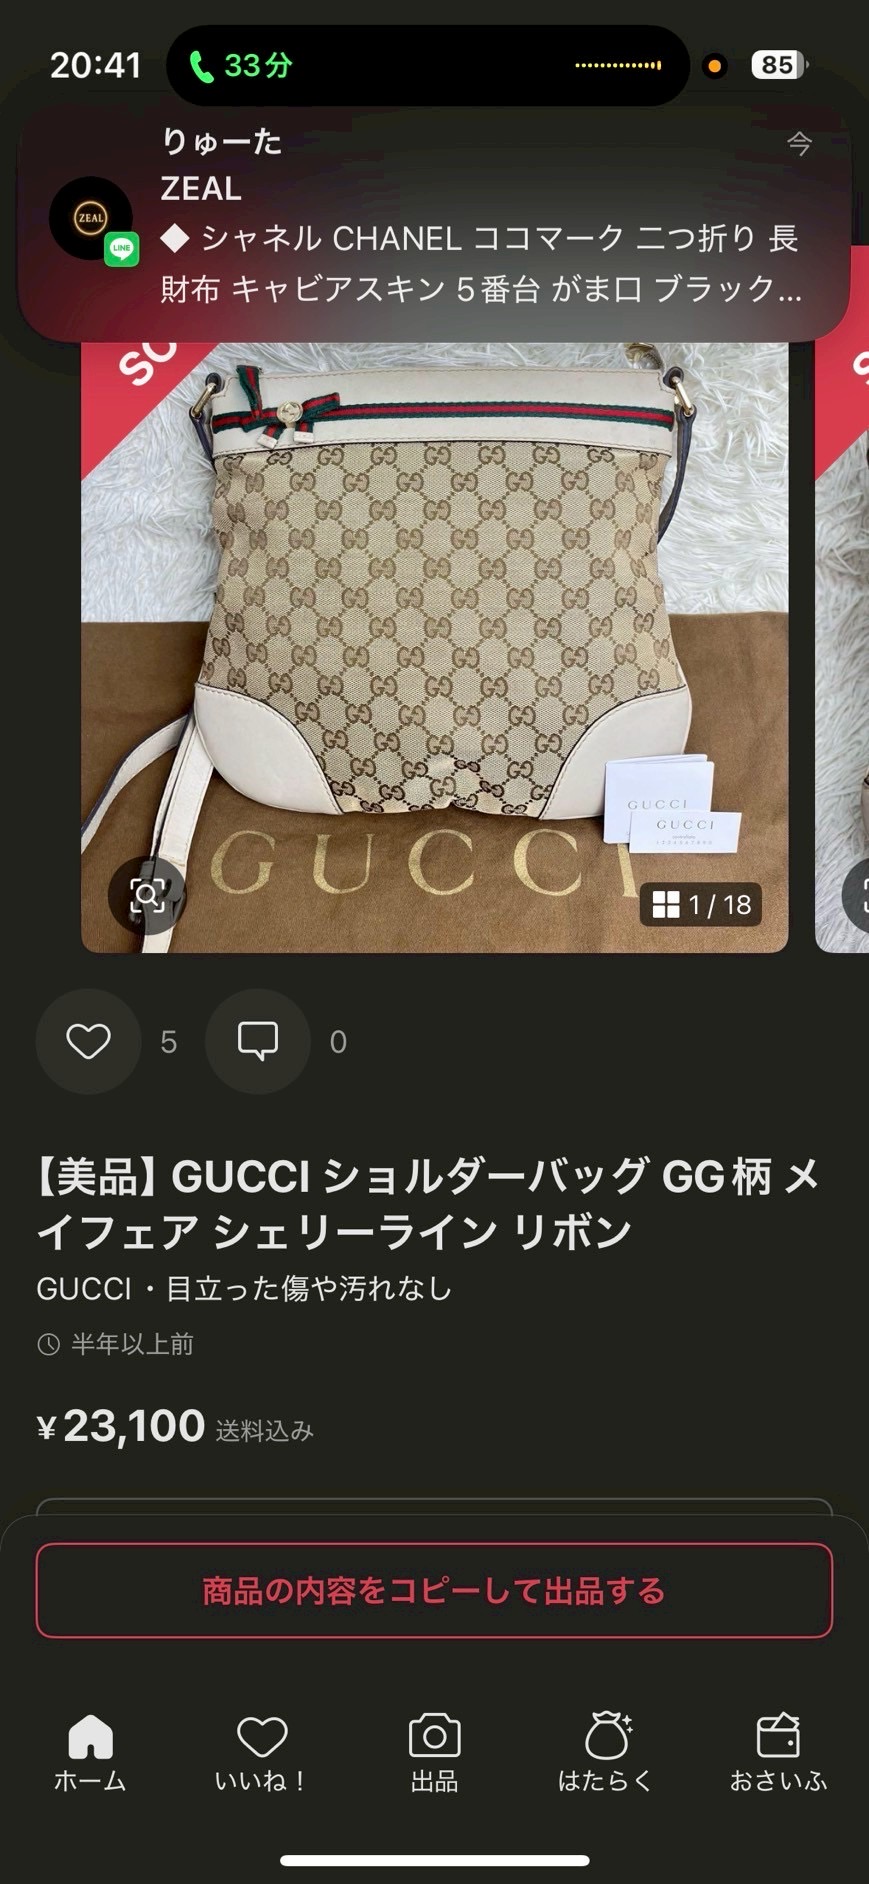 20:41
33分
85
りゅーた
今
ZEAL
ZEAL
LINE
◆ シャネル CHANEL ココマーク 二つ折り 長
財布 キャビアスキン 5番台 がま口 ブラック...
GUCCI
GUCCI
GUCCI
1 / 18
5
0
【美品】GUCCI ショルダーバッグ GG柄 メ
イフェア シェリーライン リボン
GUCCI・目立った傷や汚れなし
半年以上前
¥23,100 送料込み
商品の内容をコピーして出品する
ホーム
いいね！
出品
はたらく
おさいふ